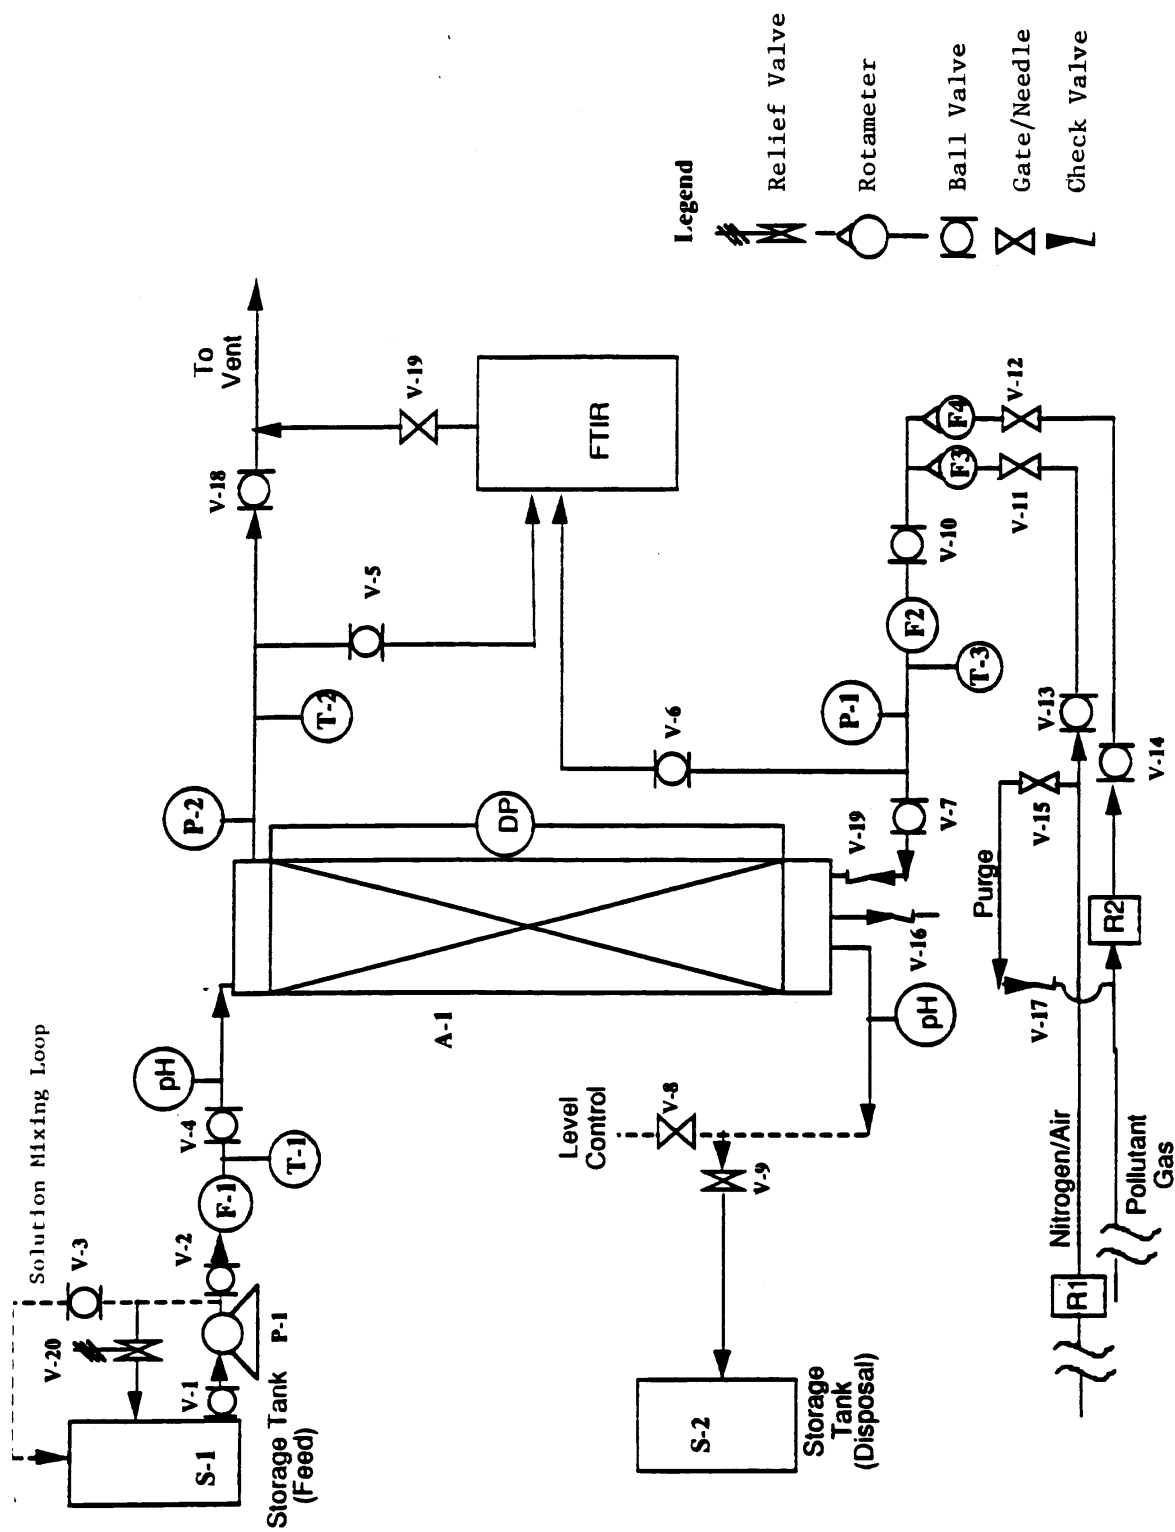 Solution Mixing Loop
V-3
V-20
V-1
V-2
P-1
S-1
Storage Tank
(Feed)
F-1
T-1
V-4
pH
A-1
P-2
T-2
DP
V-5
V-18
To
Vent
V-19
FTIR
V-6
Level
Control
V-8
V-9
S-2
Storage
Tank
(Disposal)
pH
V-16
V-19
V-7
P-1
T-3
F2
V-10
F3
F4
V-11
V-12
V-13
V-14
V-15
Purge
V-17
R2
R1
Nitrogen/Air
Pollutant
Gas
Legend
Relief Valve
Rotameter
Ball Valve
Gate/Needle
Check Valve